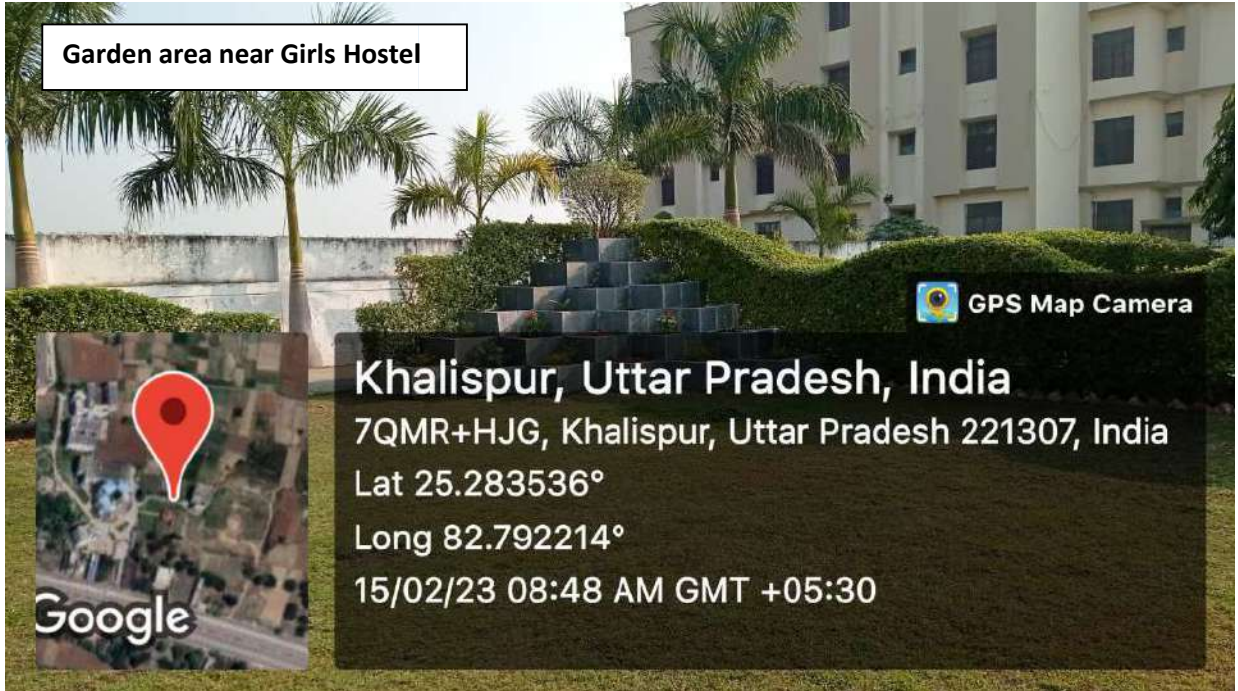 Garden area near Girls Hostel
GPS Map Camera
Khalispur, Uttar Pradesh, India
7QMR+HJG, Khalispur, Uttar Pradesh 221307, India
Lat 25.283536°
Long 82.792214°
15/02/23 08:48 AM GMT +05:30
Google